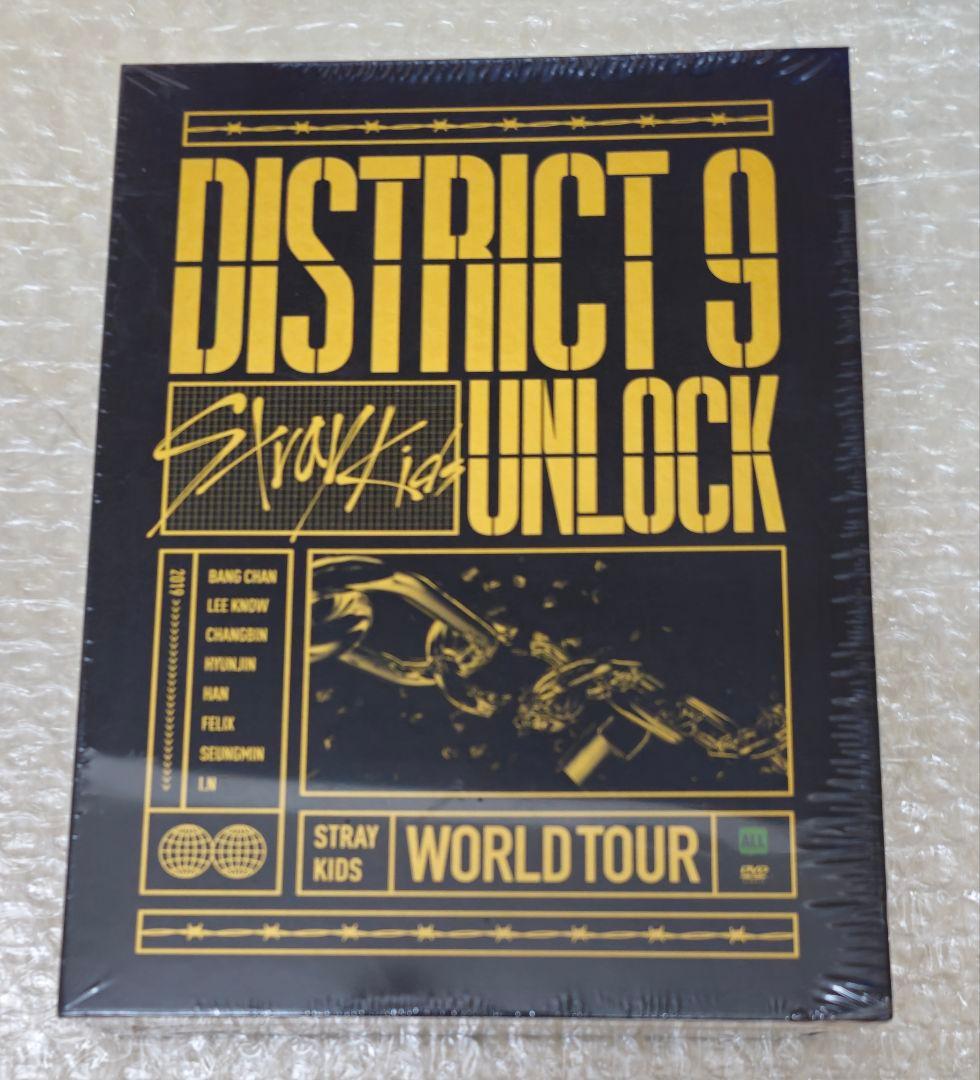 DISTRICT 9
Stray Kids
UNLOCK
2019
BANG CHAN
LEE KNOW
CHANGBIN
HYUNJIN
HAN
FELIX
SEUNGMIN
I.N
STRAY
KIDS
WORLD TOUR
ALL
DVD